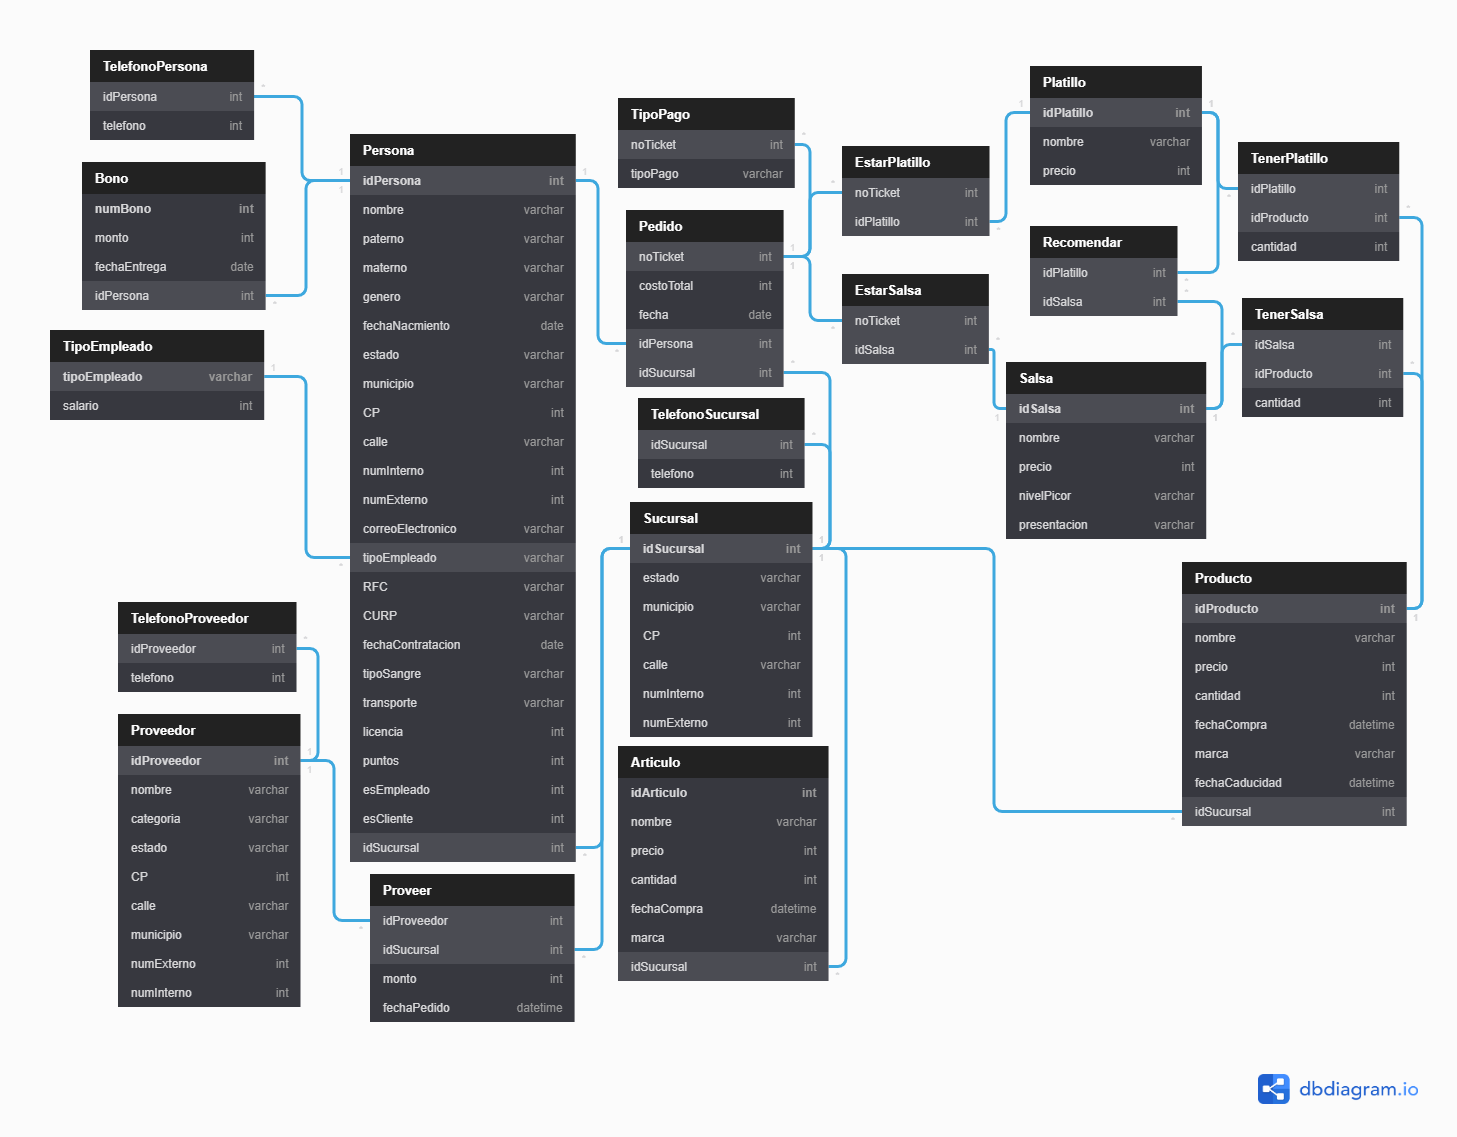 TelefonoPersona
idPersona int
telefono int
Bono
numBono int
monto int
fechaEntrega date
idPersona int
TipoEmpleado
tipoEmpleado varchar
salario int
TelefonoProveedor
idProveedor int
telefono int
Proveedor
idProveedor int
nombre varchar
categoria varchar
estado varchar
CP int
calle varchar
municipio varchar
numExterno int
numInterno int
Persona
idPersona int
nombre varchar
paterno varchar
materno varchar
genero varchar
fechaNacmiento date
estado varchar
municipio varchar
CP int
calle varchar
numInterno int
numExterno int
correoElectronico varchar
tipoEmpleado varchar
RFC varchar
CURP varchar
fechaContratacion date
tipoSangre varchar
transporte varchar
licencia int
puntos int
esEmpleado int
esCliente int
idSucursal int
Proveer
idProveedor int
idSucursal int
monto int
fechaPedido datetime
TipoPago
noTicket int
tipoPago varchar
Pedido
noTicket int
costoTotal int
fecha date
idPersona int
idSucursal int
TelefonoSucursal
idSucursal int
telefono int
Sucursal
idSucursal int
estado varchar
municipio varchar
CP int
calle varchar
numInterno int
numExterno int
Articulo
idArticulo int
nombre varchar
precio int
cantidad int
fechaCompra datetime
marca varchar
idSucursal int
EstarPlatillo
noTicket int
idPlatillo int
EstarSalsa
noTicket int
idSalsa int
Platillo
idPlatillo int
nombre varchar
precio int
Recomendar
idPlatillo int
idSalsa int
Salsa
idSalsa int
nombre varchar
precio int
nivelPicor varchar
presentacion varchar
TenerPlatillo
idPlatillo int
idProducto int
cantidad int
TenerSalsa
idSalsa int
idProducto int
cantidad int
Producto
idProducto int
nombre varchar
precio int
cantidad int
fechaCompra datetime
marca varchar
fechaCaducidad datetime
idSucursal int
dbdiagram.io